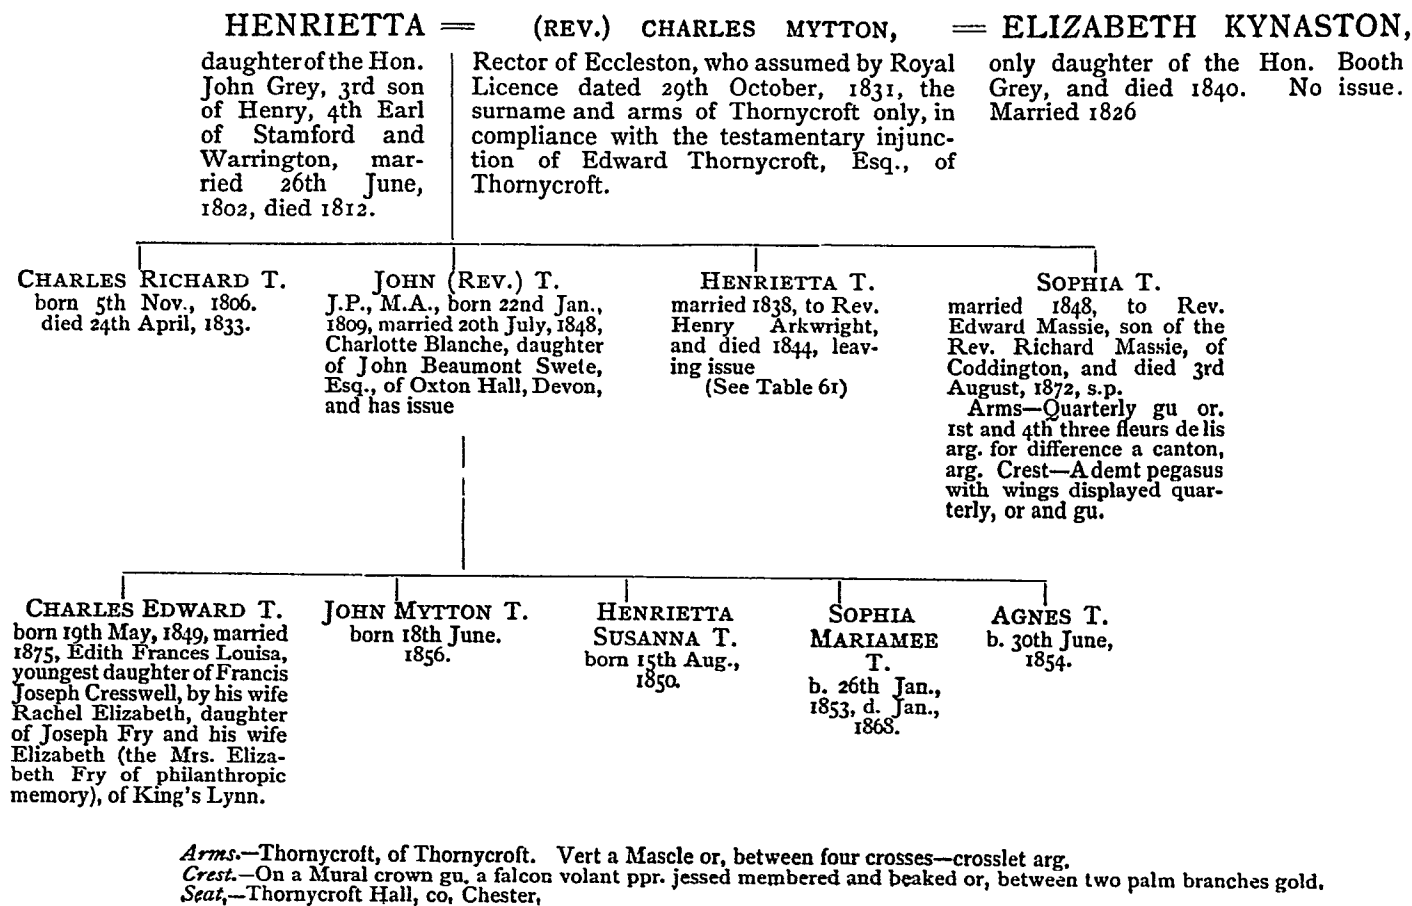 HENRIETTA = (REV.) CHARLES MYTTON, = ELIZABETH KYNASTON,
daughter of the Hon.
John Grey, 3rd son
of Henry, 4th Earl
of Stamford and
Warrington, mar-
ried 26th June,
1802, died 1812.
Rector of Eccleston, who assumed by Royal
Licence dated 29th October, 1831, the
surname and arms of Thornycroft only, in
compliance with the testamentary injunc-
tion of Edward Thornycroft, Esq., of
Thornycroft.
only daughter of the Hon. Booth
Grey, and died 1840. No issue.
Married 1826
CHARLES RICHARD T.
born 5th Nov., 1806.
died 24th April, 1833.
JOHN (REV.) T.
J.P., M.A., born 22nd Jan.,
1809, married 20th July, 1848,
Charlotte Blanche, daughter
of John Beaumont Swete,
Esq., of Oxton Hall, Devon,
and has issue
HENRIETTA T.
married 1838, to Rev.
Henry Arkwright,
and died 1844, leav-
ing issue
(See Table 61)
SOPHIA T.
married 1848, to Rev.
Edward Massie, son of the
Rev. Richard Massie, of
Coddington, and died 3rd
August, 1872, s.p.
Arms—Quarterly gu or.
1st and 4th three fleurs de lis
arg. for difference a canton,
arg. Crest—A demt pegasus
with wings displayed quar-
terly, or and gu.
CHARLES EDWARD T.
born 19th May, 1849, married
1875, Edith Frances Louisa,
youngest daughter of Francis
Joseph Cresswell, by his wife
Rachel Elizabeth, daughter
of Joseph Fry and his wife
Elizabeth (the Mrs. Eliza-
beth Fry of philanthropic
memory), of King's Lynn.
JOHN MYTTON T.
born 18th June.
1856.
HENRIETTA
SUSANNA T.
born 15th Aug.,
1850.
SOPHIA
MARIAMEE
T.
b. 26th Jan.,
1853, d. Jan.,
1868.
AGNES T.
b. 30th June,
1854.
Arms.—Thornycroft, of Thornycroft. Vert a Mascle or, between four crosses—crosslet arg.
Crest.—On a Mural crown gu. a falcon volant ppr. jessed membered and beaked or, between two palm branches gold.
Seat,—Thornycroft Hall, co, Chester,